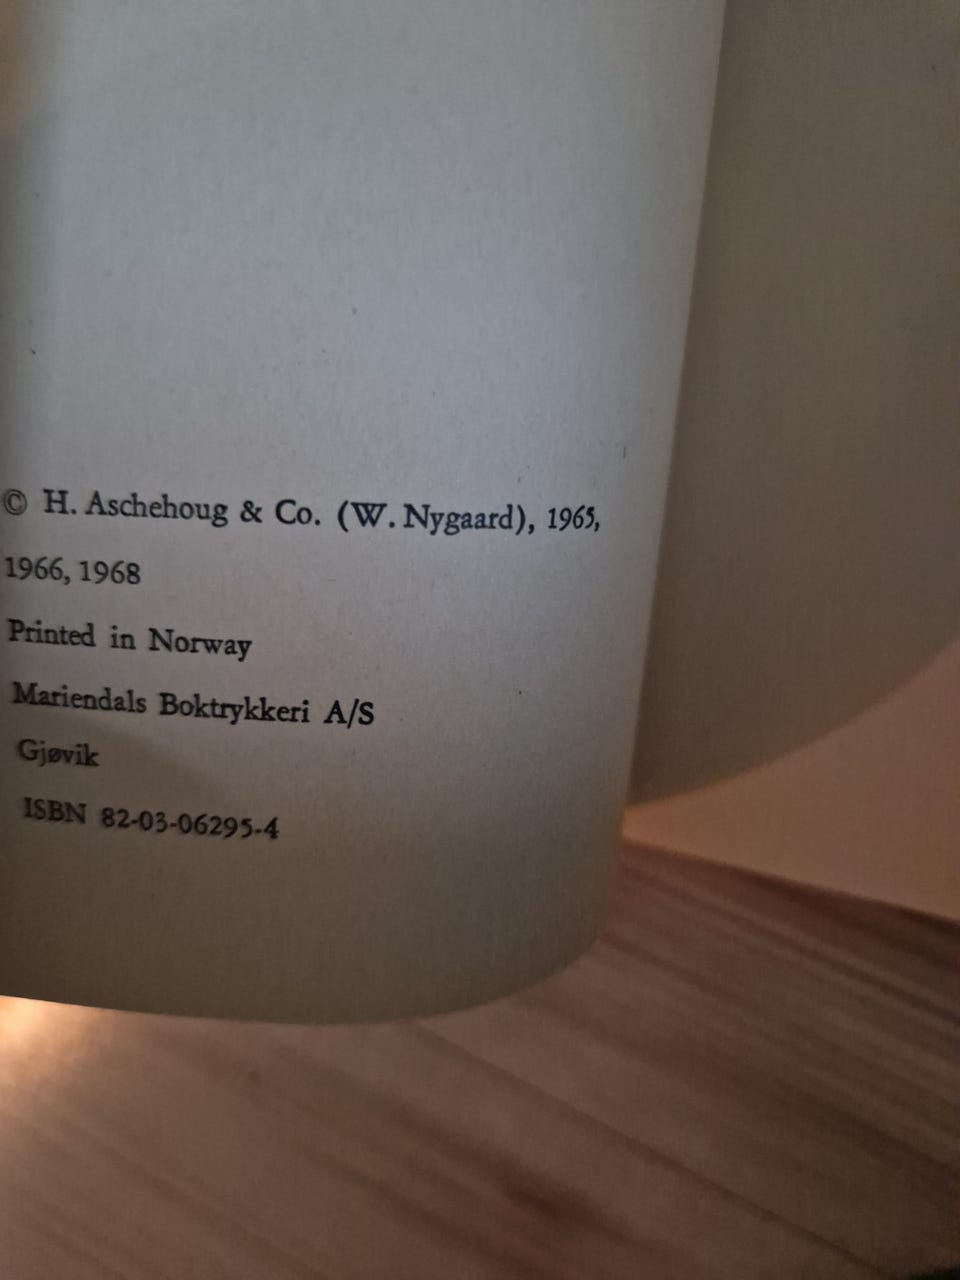 © H. Aschehoug & Co. (W. Nygaard), 1965,
1966, 1968
Printed in Norway
Mariendals Boktrykkeri A/S
Gjøvik
ISBN 82-03-06295-4